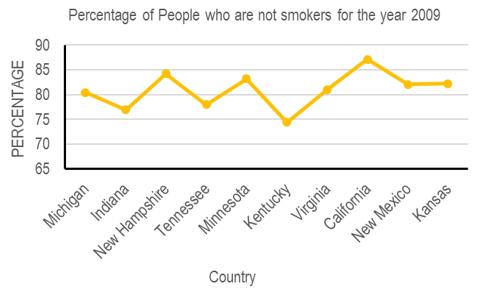 Percentage of People who are not smokers for the year 2009
90
85
80
75
70
65
PERCENTAGE
Michigan
Indiana
New Hampshire
Tennessee
Minnesota
Kentucky
Virginia
California
New Mexico
Kansas
Country